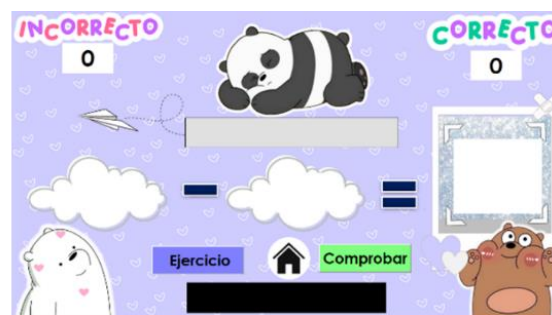 INCORRECTO
0
CORRECTO
0
Ejercicio
Comprobar